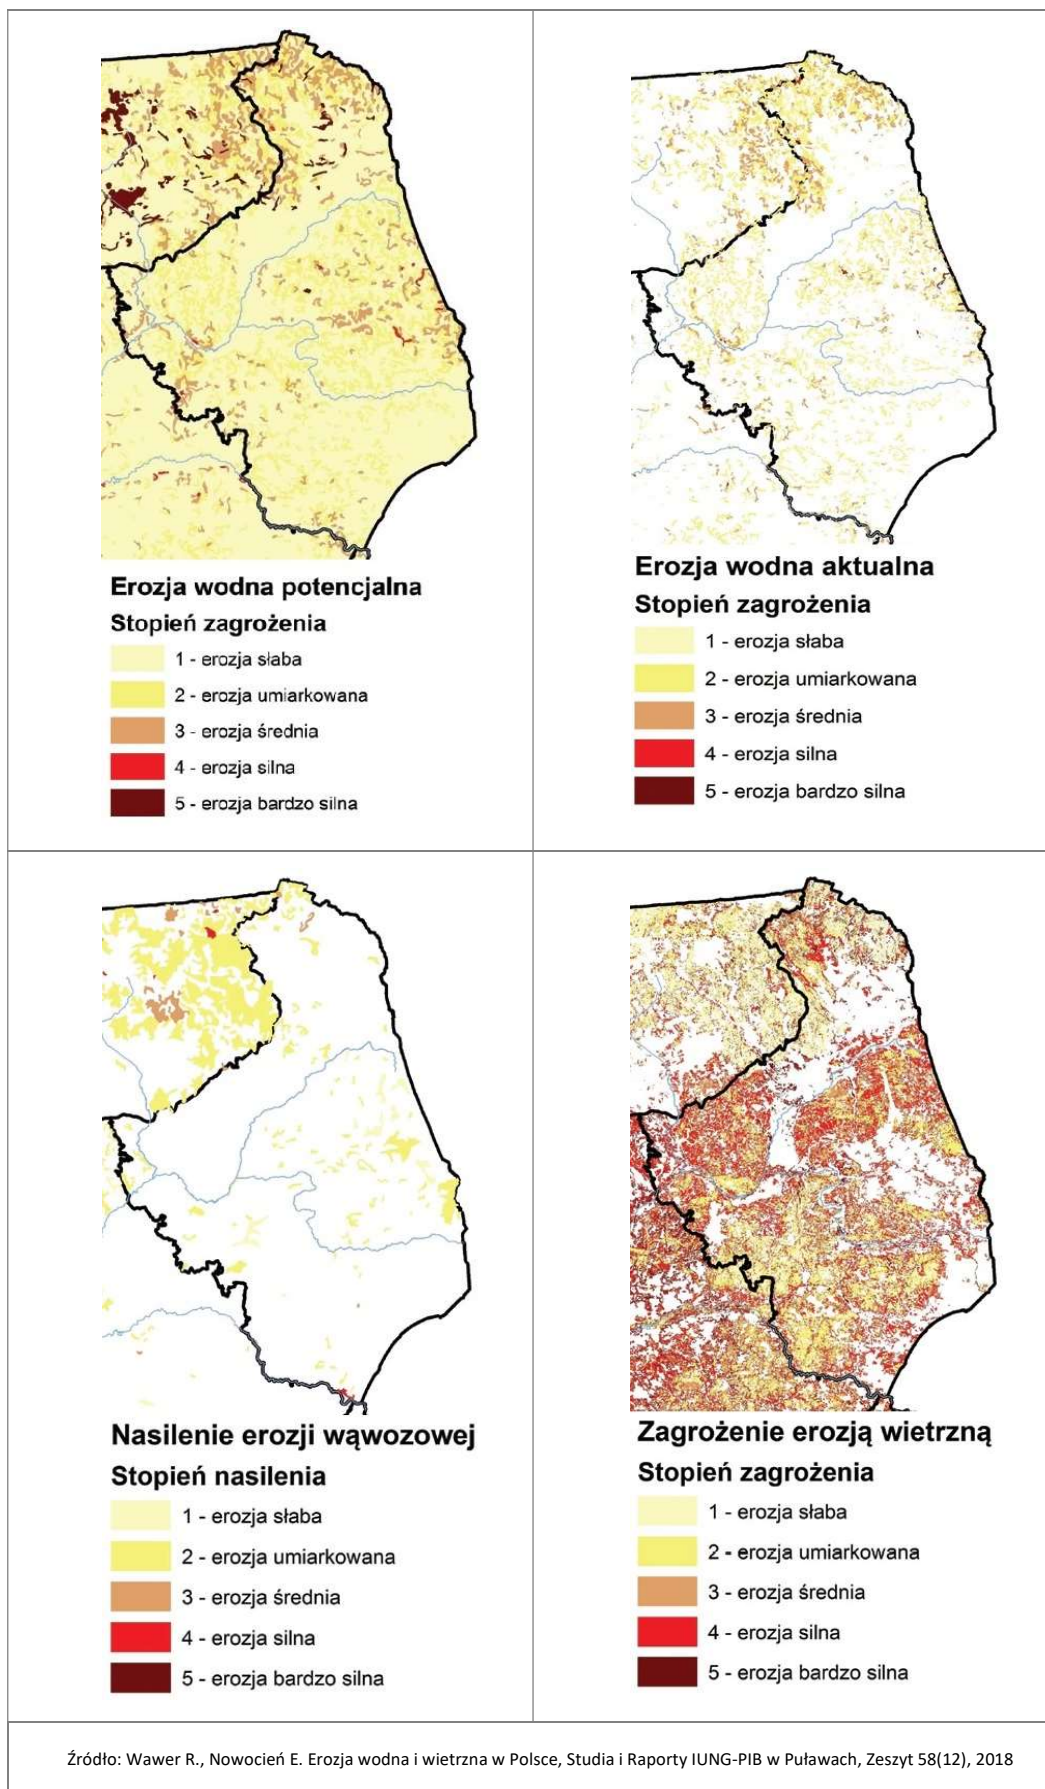 Erozja wodna potencjalna
Stopień zagrożenia
1 - erozja słaba
2 - erozja umiarkowana
3 - erozja średnia
4 - erozja silna
5 - erozja bardzo silna
Erozja wodna aktualna
Stopień zagrożenia
1 - erozja słaba
2 - erozja umiarkowana
3 - erozja średnia
4 - erozja silna
5 - erozja bardzo silna
Nasilenie erozji wąwozowej
Stopień nasilenia
1 - erozja słaba
2 - erozja umiarkowana
3 - erozja średnia
4 - erozja silna
5 - erozja bardzo silna
Zagrożenie erozją wietrzną
Stopień zagrożenia
1 - erozja słaba
2 - erozja umiarkowana
3 - erozja średnia
4 - erozja silna
5 - erozja bardzo silna
Źródło: Wawer R., Nowocień E. Erozja wodna i wietrzna w Polsce, Studia i Raporty IUNG-PIB w Puławach, Zeszyt 58(12), 2018